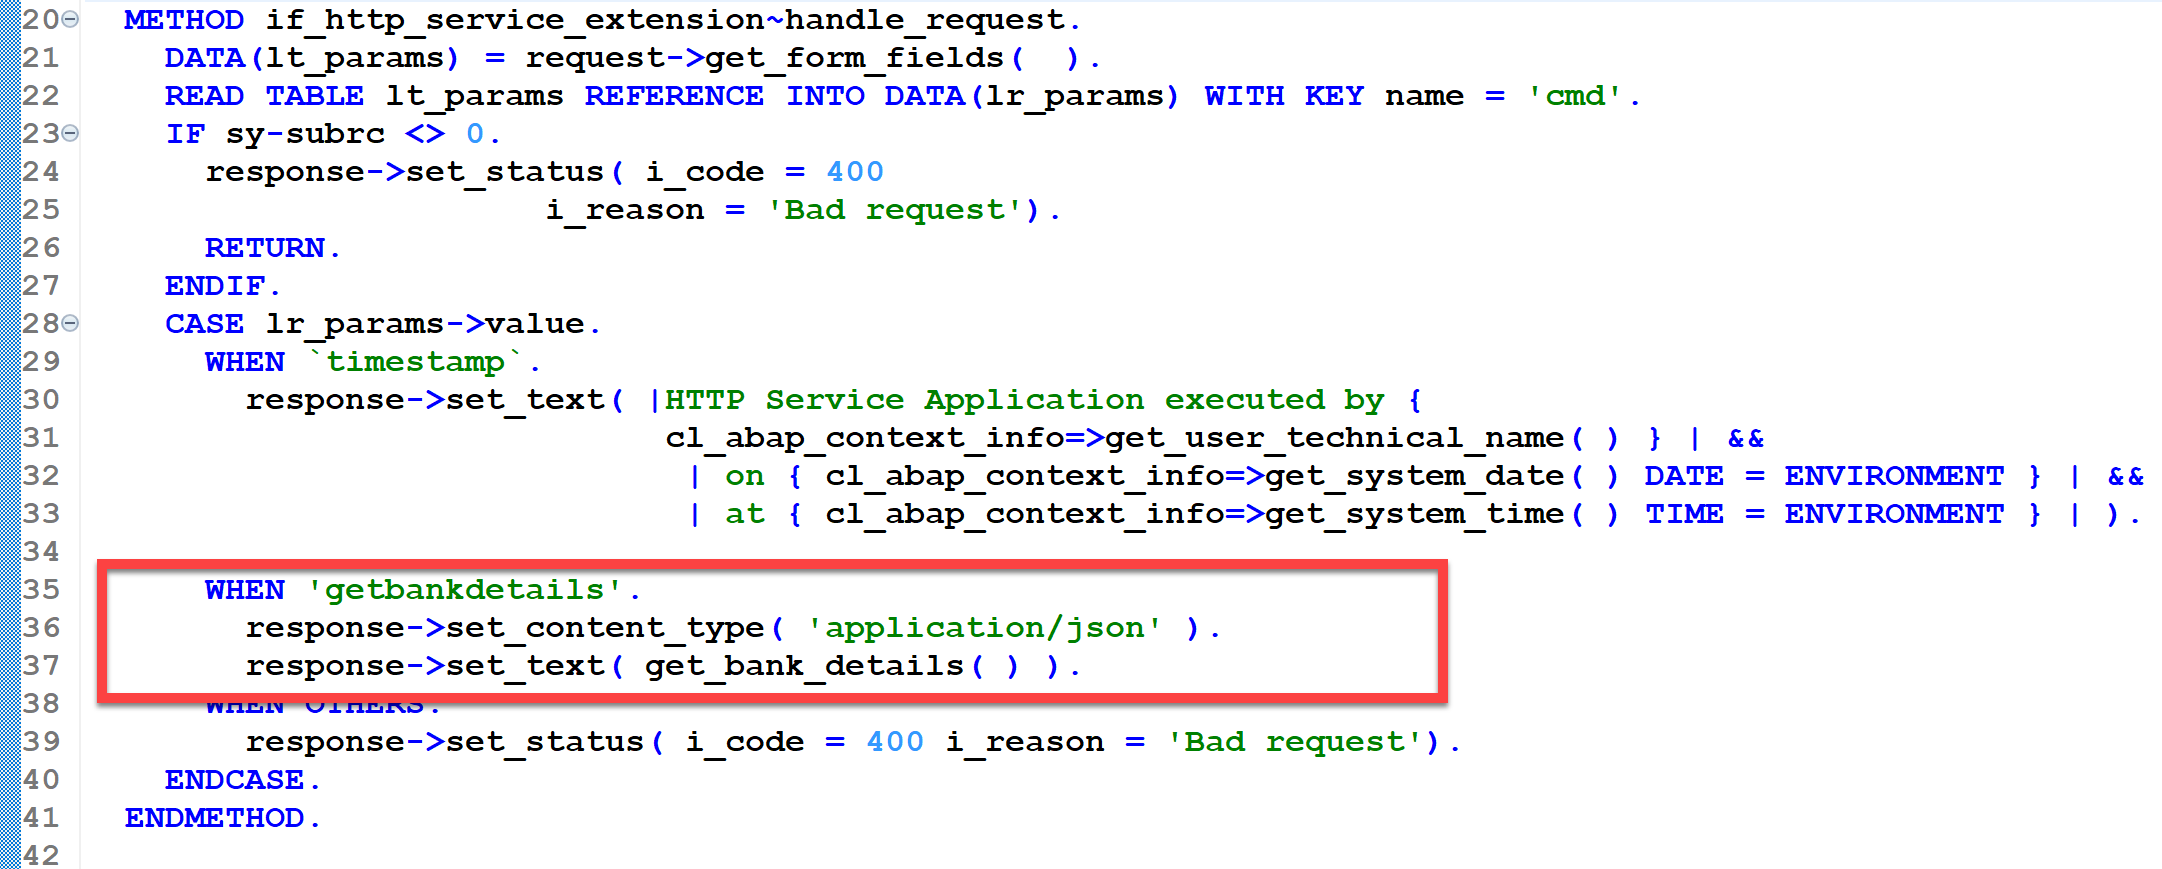 20 METHOD if_http_service_extension~handle_request.
21 DATA(lt_params) = request->get_form_fields(  ).
22 READ TABLE lt_params REFERENCE INTO DATA(lr_params) WITH KEY name = 'cmd'.
23 IF sy-subrc <> 0.
24 response->set_status( i_code = 400
25 i_reason = 'Bad request').
26 RETURN.
27 ENDIF.
28 CASE lr_params->value.
29 WHEN `timestamp`.
30 response->set_text( |HTTP Service Application executed by {
31 cl_abap_context_info=>get_user_technical_name( ) } | &&
32 | on { cl_abap_context_info=>get_system_date( ) DATE = ENVIRONMENT } | &&
33 | at { cl_abap_context_info=>get_system_time( ) TIME = ENVIRONMENT } | ).
34
35 WHEN 'getbankdetails'.
36 response->set_content_type( 'application/json' ).
37 response->set_text( get_bank_details( ) ).
38 WHEN OTHERS.
39 response->set_status( i_code = 400 i_reason = 'Bad request').
40 ENDCASE.
41 ENDMETHOD.
42